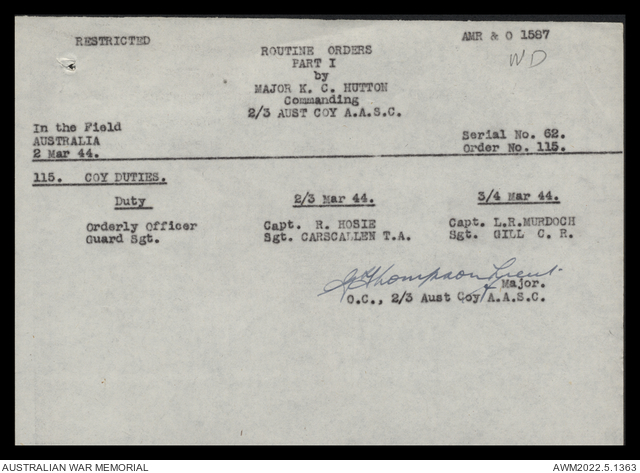 RESTRICTED
AMR & O 1587
WD
ROUTINE ORDERS
PART I
by
MAJOR K. C. HUTTON
Commanding
2/3 AUST COY A.A.S.C.
In the Field
AUSTRALIA
2 Mar 44.
Serial No. 62.
Order No. 115.
115. COY DUTIES.
Duty 2/3 Mar 44. 3/4 Mar 44.
Orderly Officer Capt. R. HOSIE Capt. L.R.MURDOCH
Guard Sgt. Sgt. CARSCALLEN T.A. Sgt. GILL C. R.
Thompson Lieut
Major.
O.C., 2/3 Aust Coy A.A.S.C.
AUSTRALIAN WAR MEMORIAL
AWM2022.5.1363